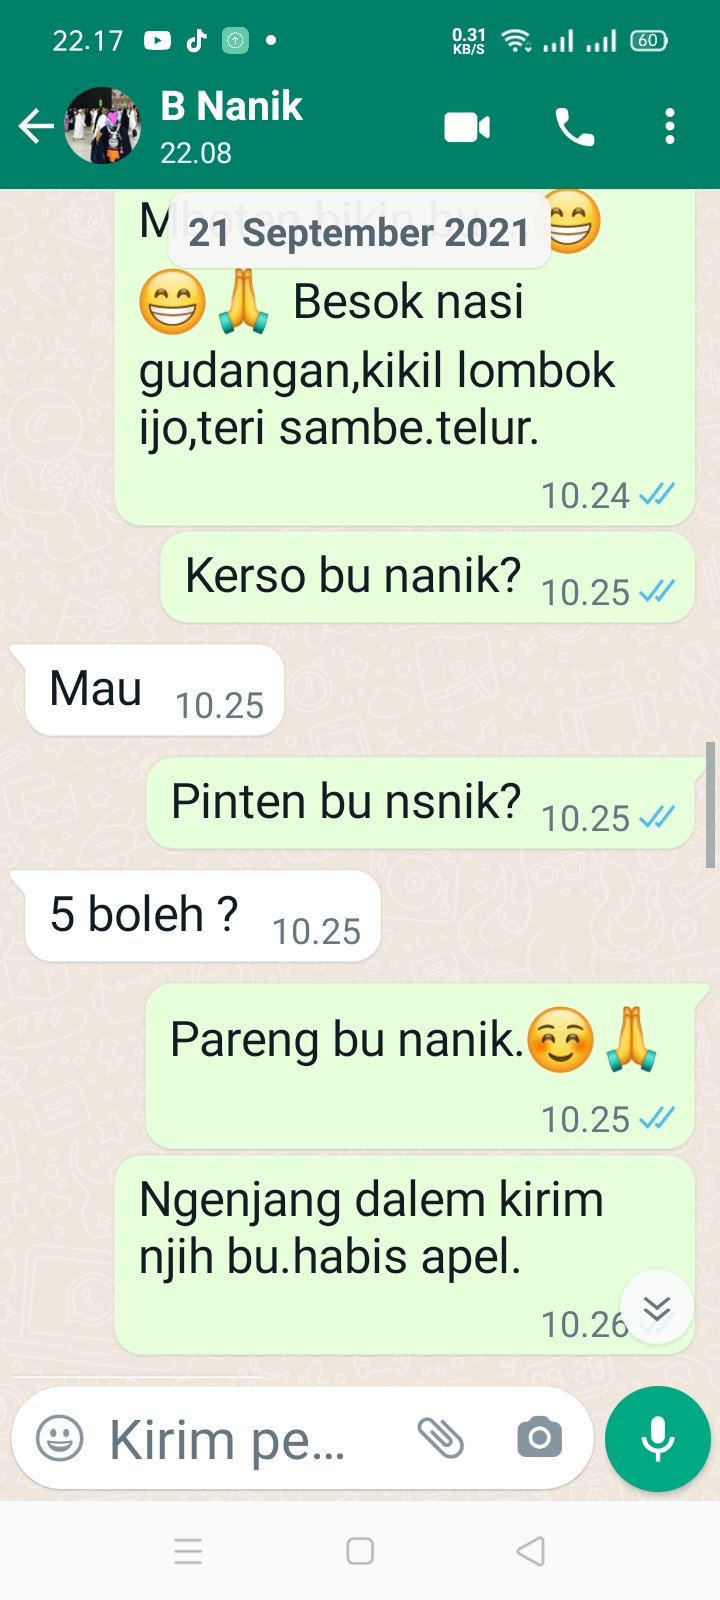 22.17
0.31
KB/S
60
B Nanik
22.08
21 September 2021
Besok nasi
gudangan,kikil lombok
ijo,teri sambe.telur.
10.24
Kerso bu nanik?
10.25
Mau
10.25
Pinten bu nsnik?
10.25
5 boleh ?
10.25
Pareng bu nanik.
10.25
Ngenjang dalem kirim
njih bu.habis apel.
10.26
Kirim pe...